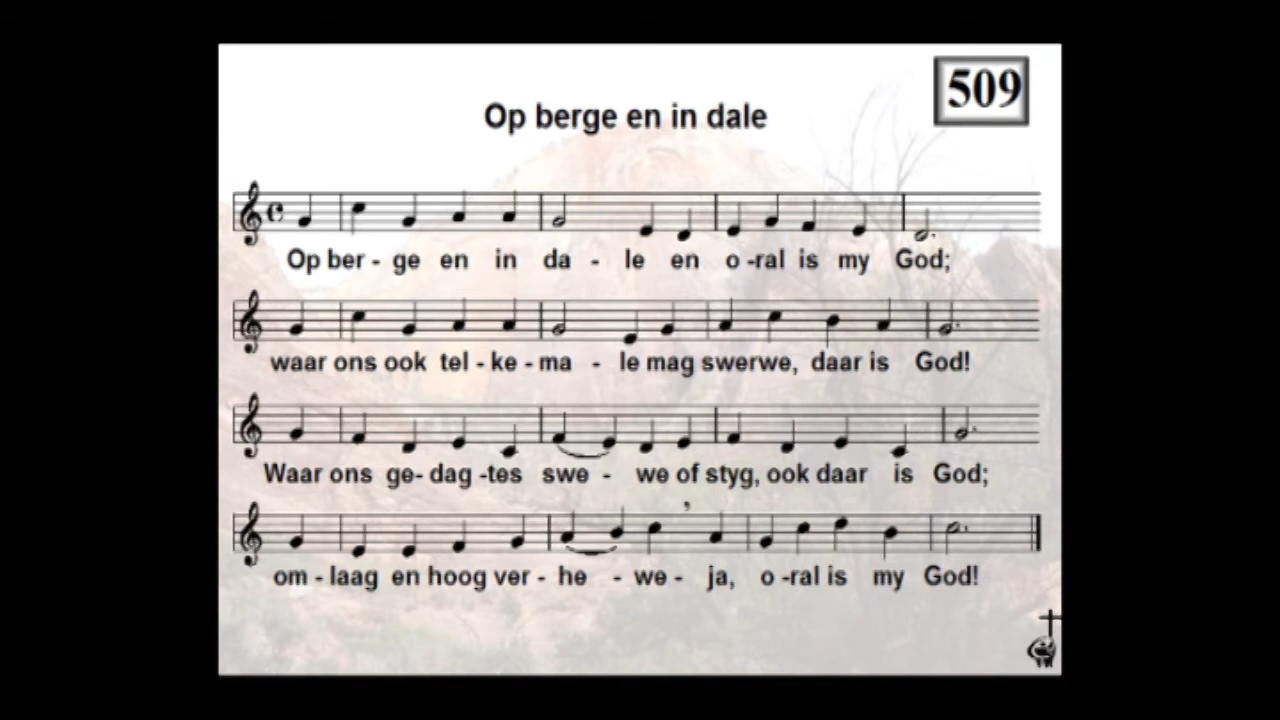 509
Op berge en in dale
Op ber - ge en in da - le en o -ral is my God;
waar ons ook tel - ke - ma - le mag swerwe, daar is God!
Waar ons ge- dag -tes swe - we of styg, ook daar is God;
om - laag en hoog ver - he - we - ja, o -ral is my God!